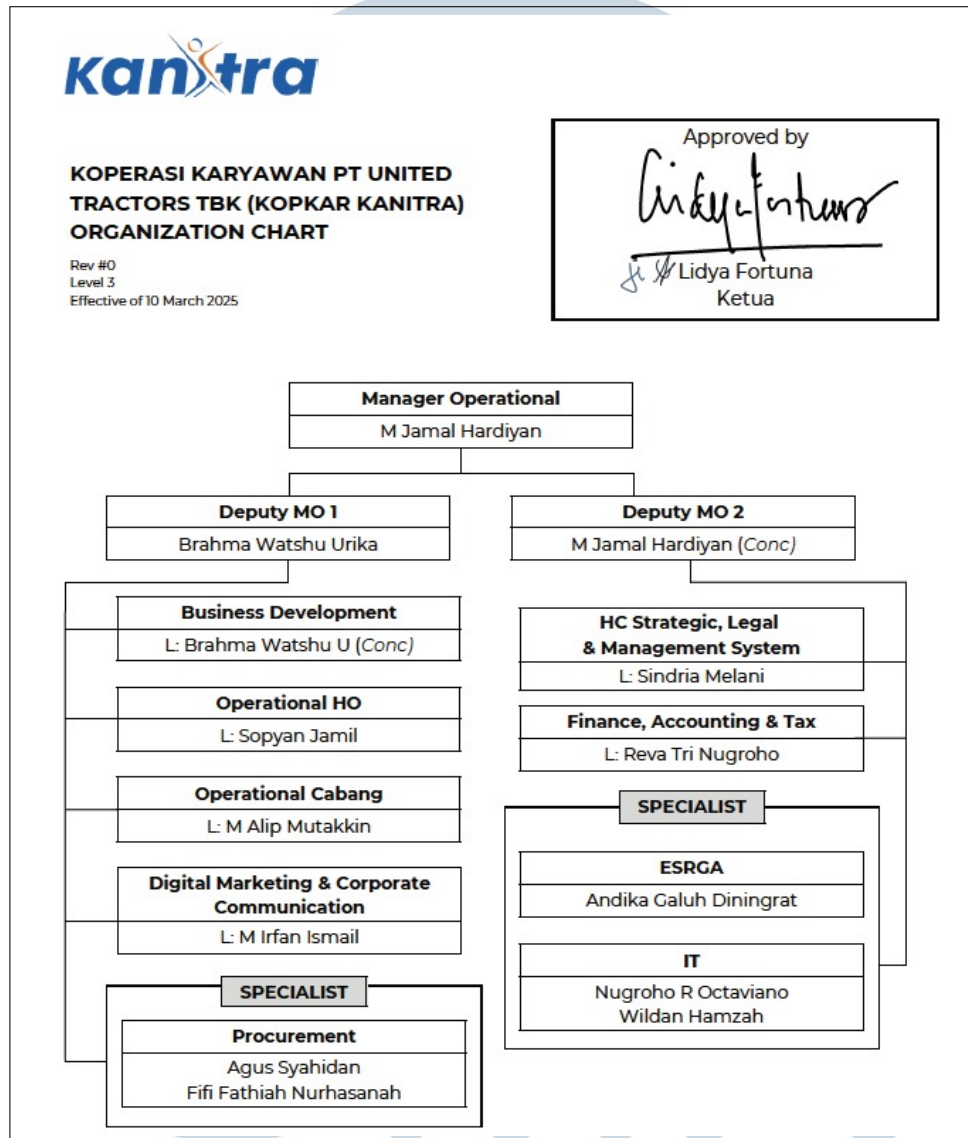 kanitra
KOPERASI KARYAWAN PT UNITED
TRACTORS TBK (KOPKAR KANITRA)
ORGANIZATION CHART
Rev #0
Level 3
Effective of 10 March 2025
Approved by
Lidya Fortuna
Ketua
Manager Operational
M Jamal Hardiyan
Deputy MO 1
Brahma Watshu Urika
Deputy MO 2
M Jamal Hardiyan (Conc)
Business Development
L: Brahma Watshu U (Conc)
Operational HO
L: Sopyan Jamil
Operational Cabang
L: M Alip Mutakkin
Digital Marketing & Corporate
Communication
L: M Irfan Ismail
SPECIALIST
Procurement
Agus Syahidan
Fifi Fathiah Nurhasanah
HC Strategic, Legal
& Management System
L: Sindria Melani
Finance, Accounting & Tax
L: Reva Tri Nugroho
SPECIALIST
ESRGA
Andika Galuh Diningrat
IT
Nugroho R Octaviano
Wildan Hamzah